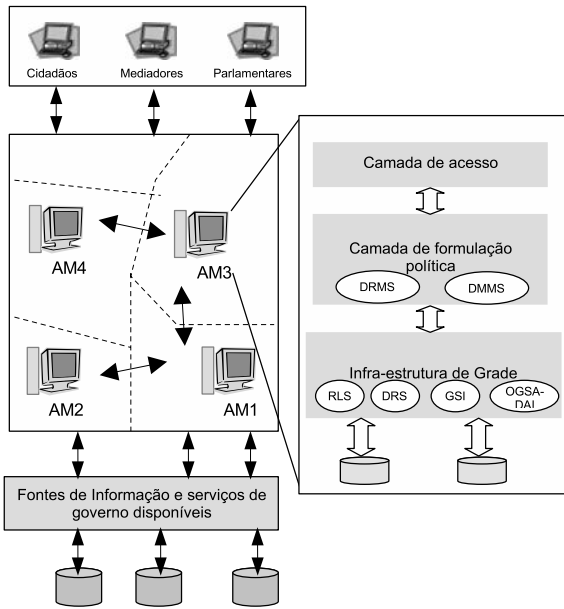 Cidadãos
Mediadores
Parlamentares
AM4
AM3
AM2
AM1
Fontes de Informação e serviços de
governo disponíveis
Camada de acesso
Camada de formulação
política
DRMS
DMMS
Infra-estrutura de Grade
RLS
DRS
GSI
OGSA-
DAI